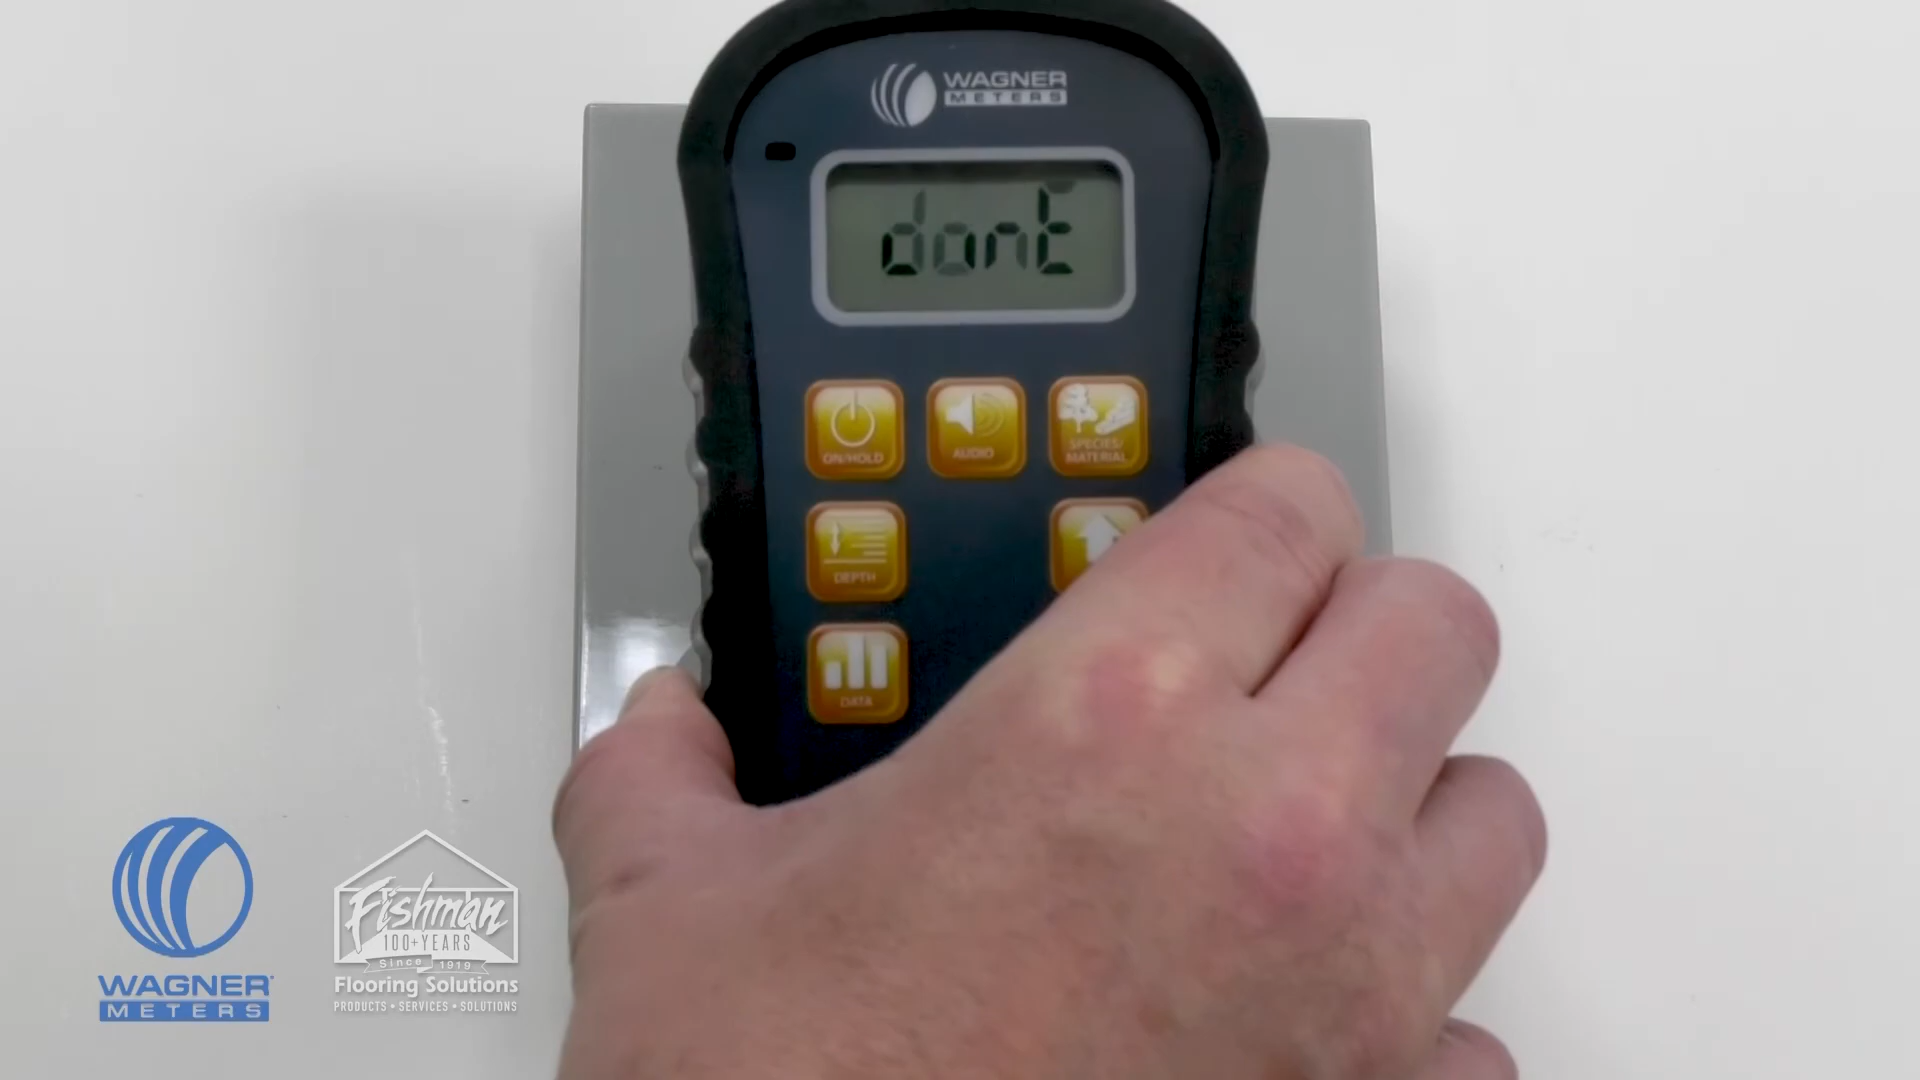 WAGNER
METERS
dont
ON/HOLD
AUDIO
SPECIES/
MATERIAL
DEPTH
DATA
WAGNER
METERS
Fishman
100+YEARS
Since 1919
Flooring Solutions
PRODUCTS • SERVICES • SOLUTIONS